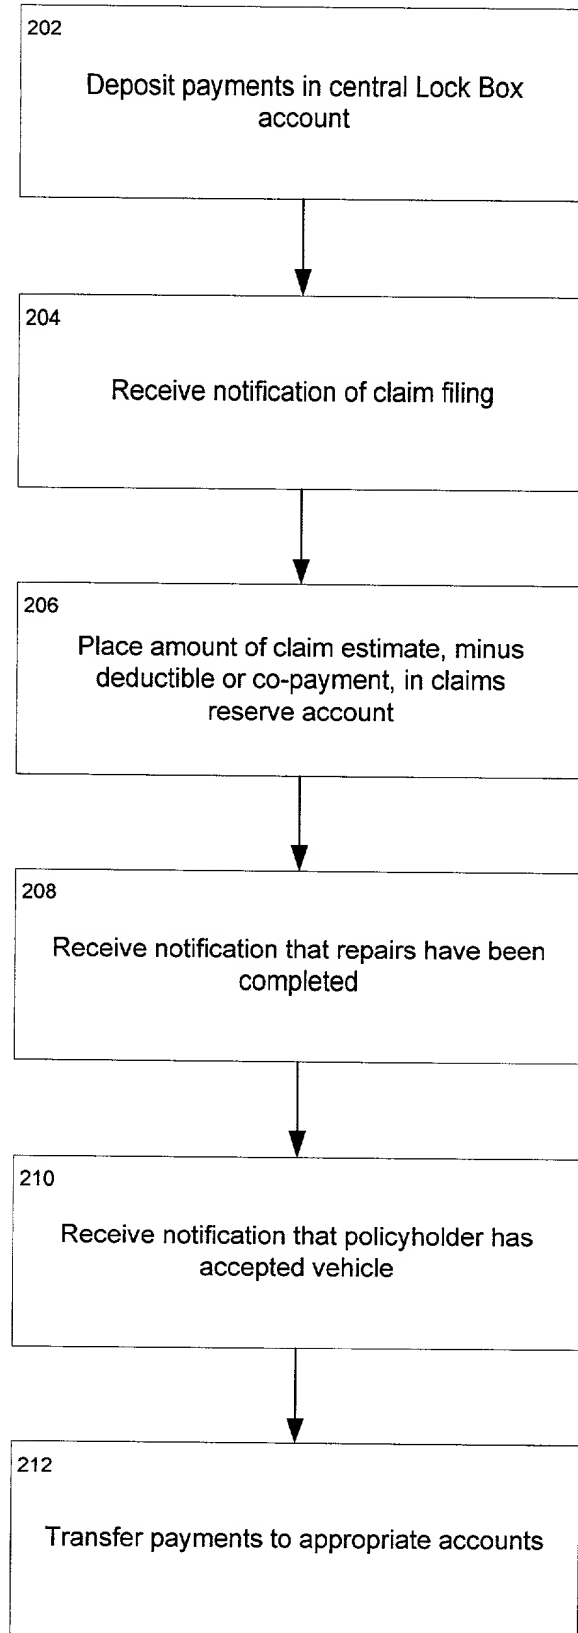 202
Deposit payments in central Lock Box
account
204
Receive notification of claim filing
206
Place amount of claim estimate, minus
deductible or co-payment, in claims
reserve account
208
Receive notification that repairs have been
completed
210
Receive notification that policyholder has
accepted vehicle
212
Transfer payments to appropriate accounts